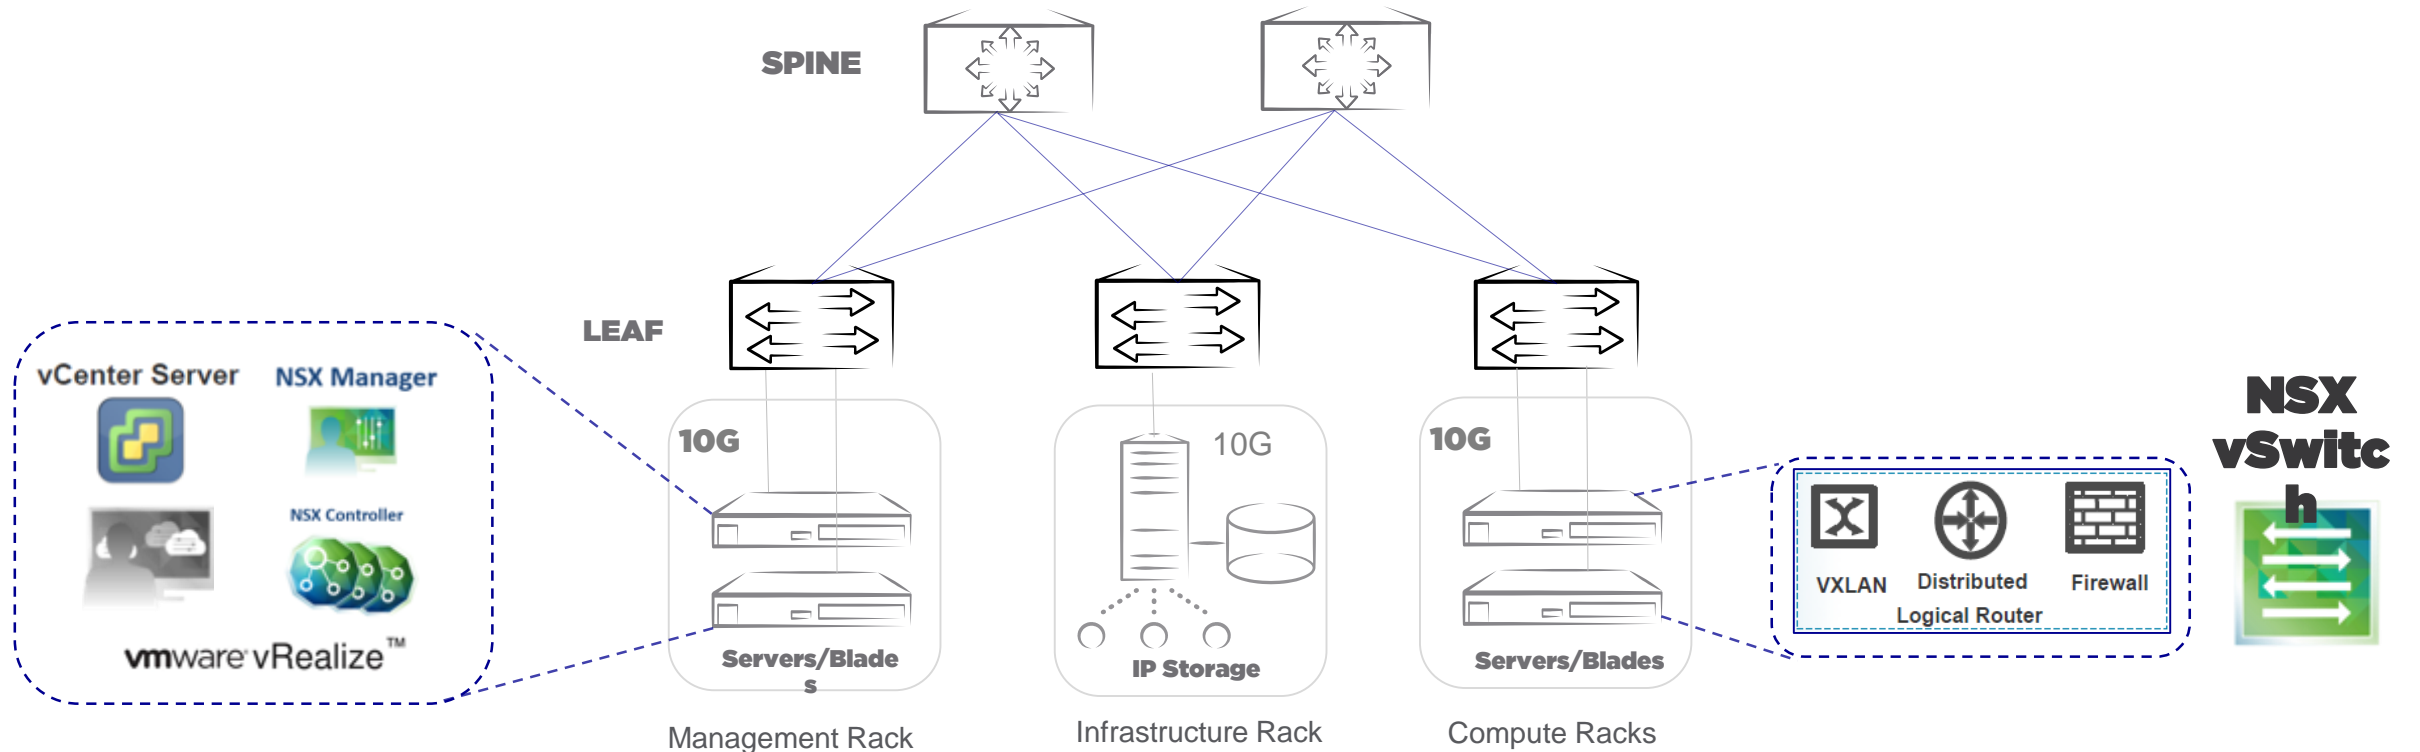 SPINE
LEAF
vCenter Server
NSX Manager
NSX Controller
vmware vRealize™
10G
Servers/Blade
s
Management Rack
10G
IP Storage
Infrastructure Rack
10G
Servers/Blades
Compute Racks
VXLAN
Distributed
Logical Router
Firewall
NSX
vSwitc
h